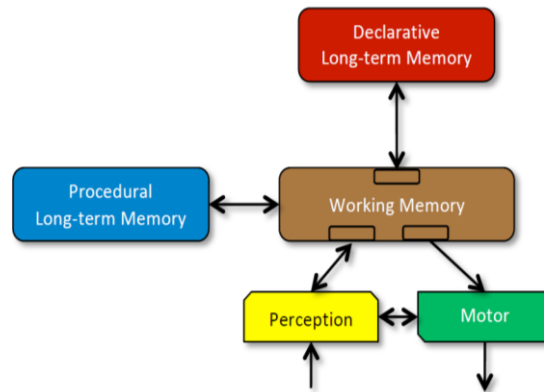 Declarative
Long-term Memory
Procedural
Long-term Memory
Working Memory
Perception
Motor